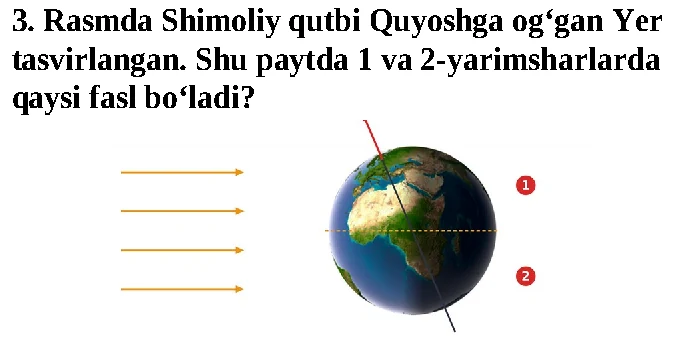 3. Rasmda Shimoliy qutbi Quyoshga og‘gan Yer
tasvirlangan. Shu paytda 1 va 2-yarimsharlarda
qaysi fasl bo‘ladi?
1
2